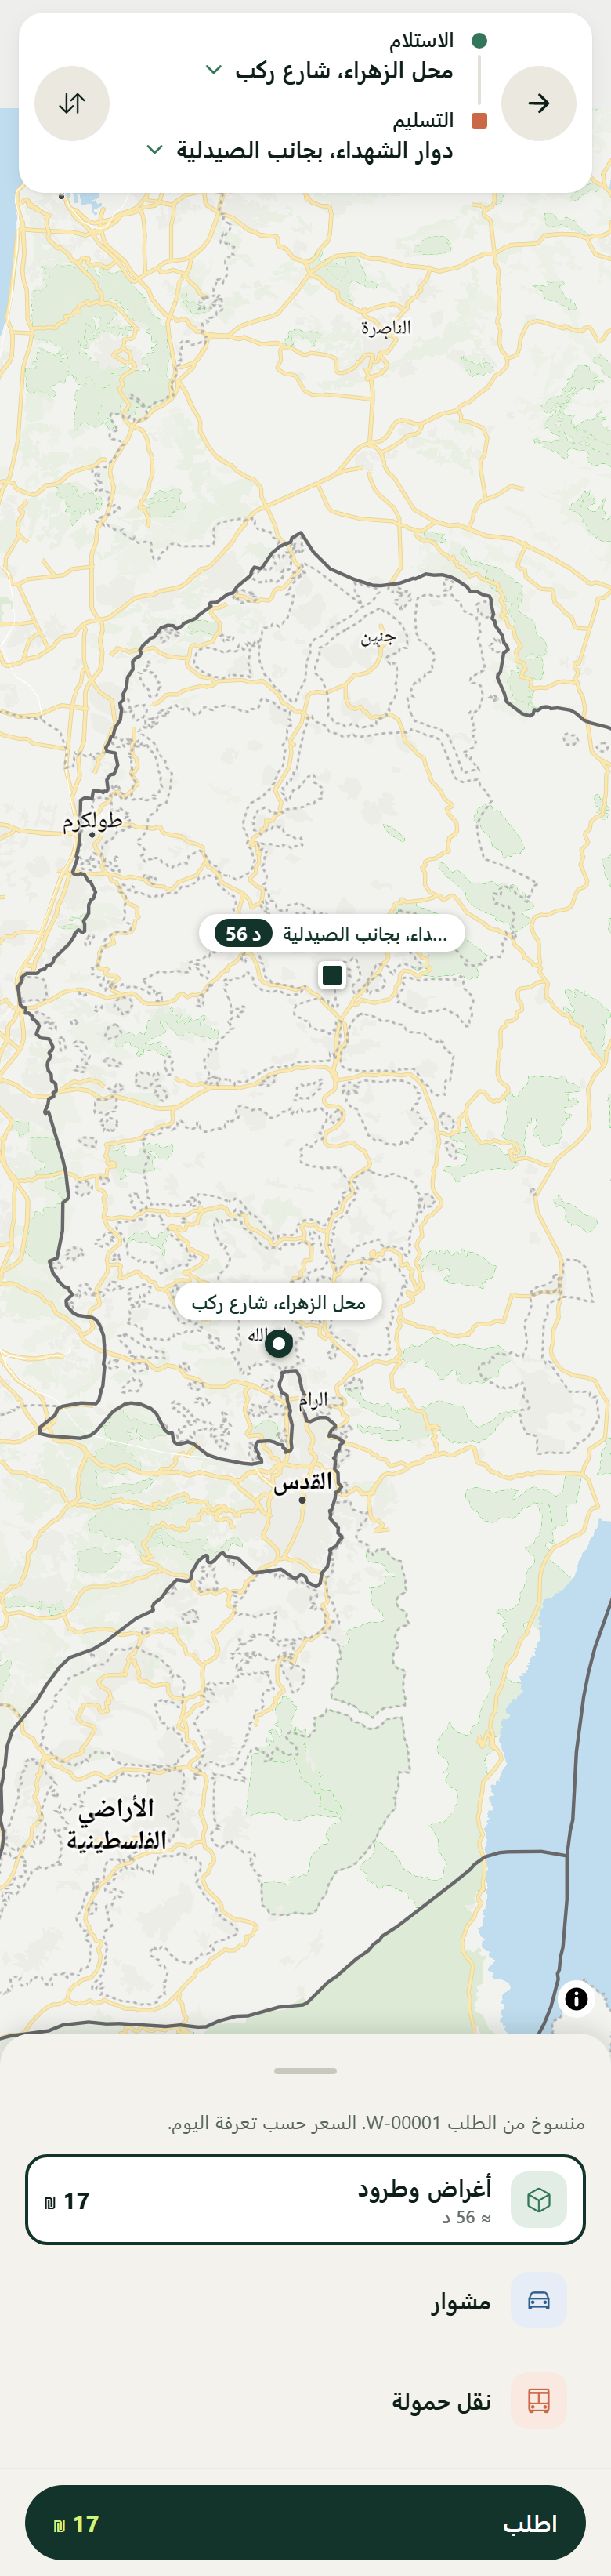 الاستلام
محل الزهراء، شارع ركب
التسليم
دوار الشهداء، بجانب الصيدلية
الناصرة
جنين
طولكرم
...داء، بجانب الصيدلية 56 د
محل الزهراء، شارع ركب
الله
الرام
القدس
الأراضي
الفلسطينية
منسوخ من الطلب W-00001. السعر حسب تعرفة اليوم.
أغراض وطرود
17 ₪
≈ 56 د
مشوار
نقل حمولة
اطلب 17 ₪